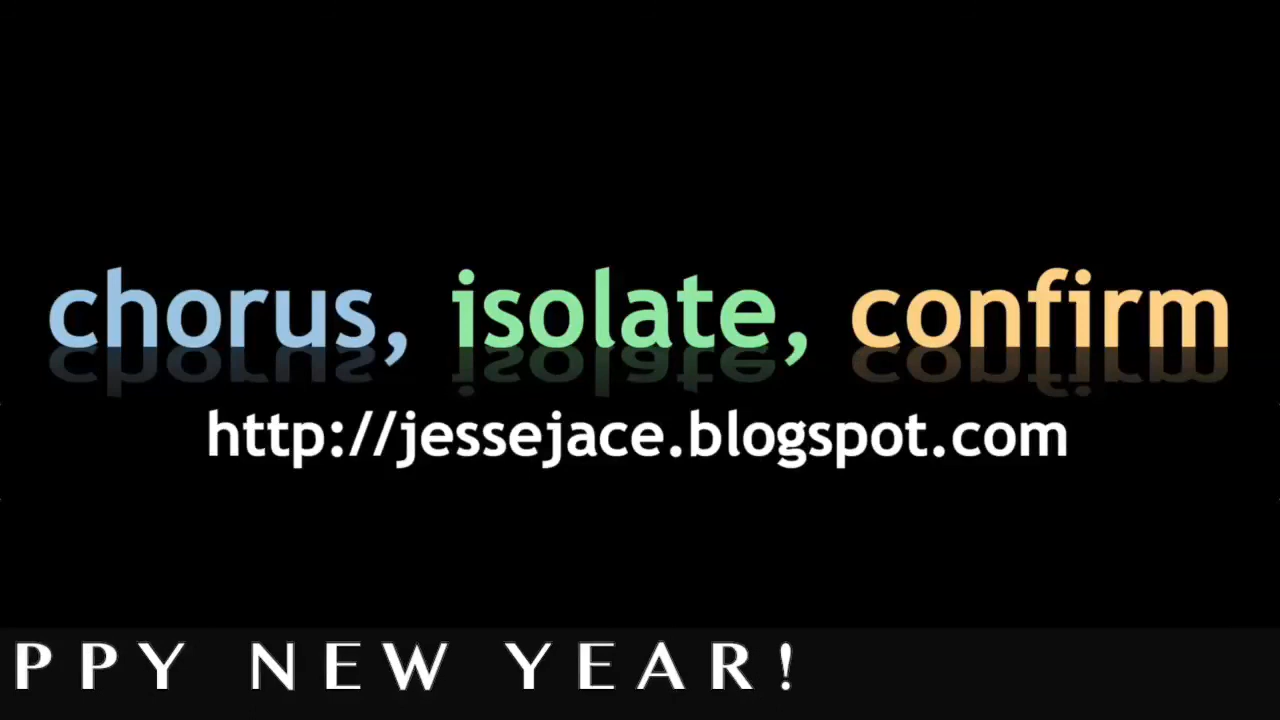 chorus, isolate, confirm
http://jessejace.blogspot.com
PPY NEW YEAR!